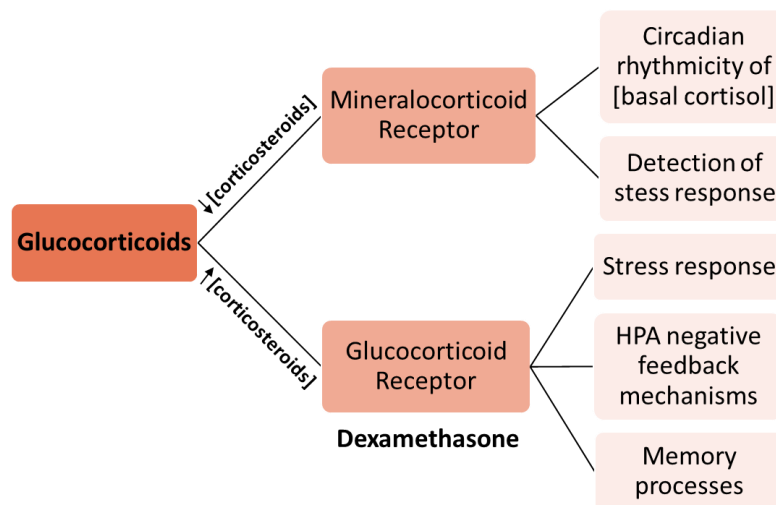 Glucocorticoids
↓[corticosteroids]
↑[corticosteroids]
Mineralocorticoid
Receptor
Glucocorticoid
Receptor
Dexamethasone
Circadian
rhythmicity of
[basal cortisol]
Detection of
stess response
Stress response
HPA negative
feedback
mechanisms
Memory
processes